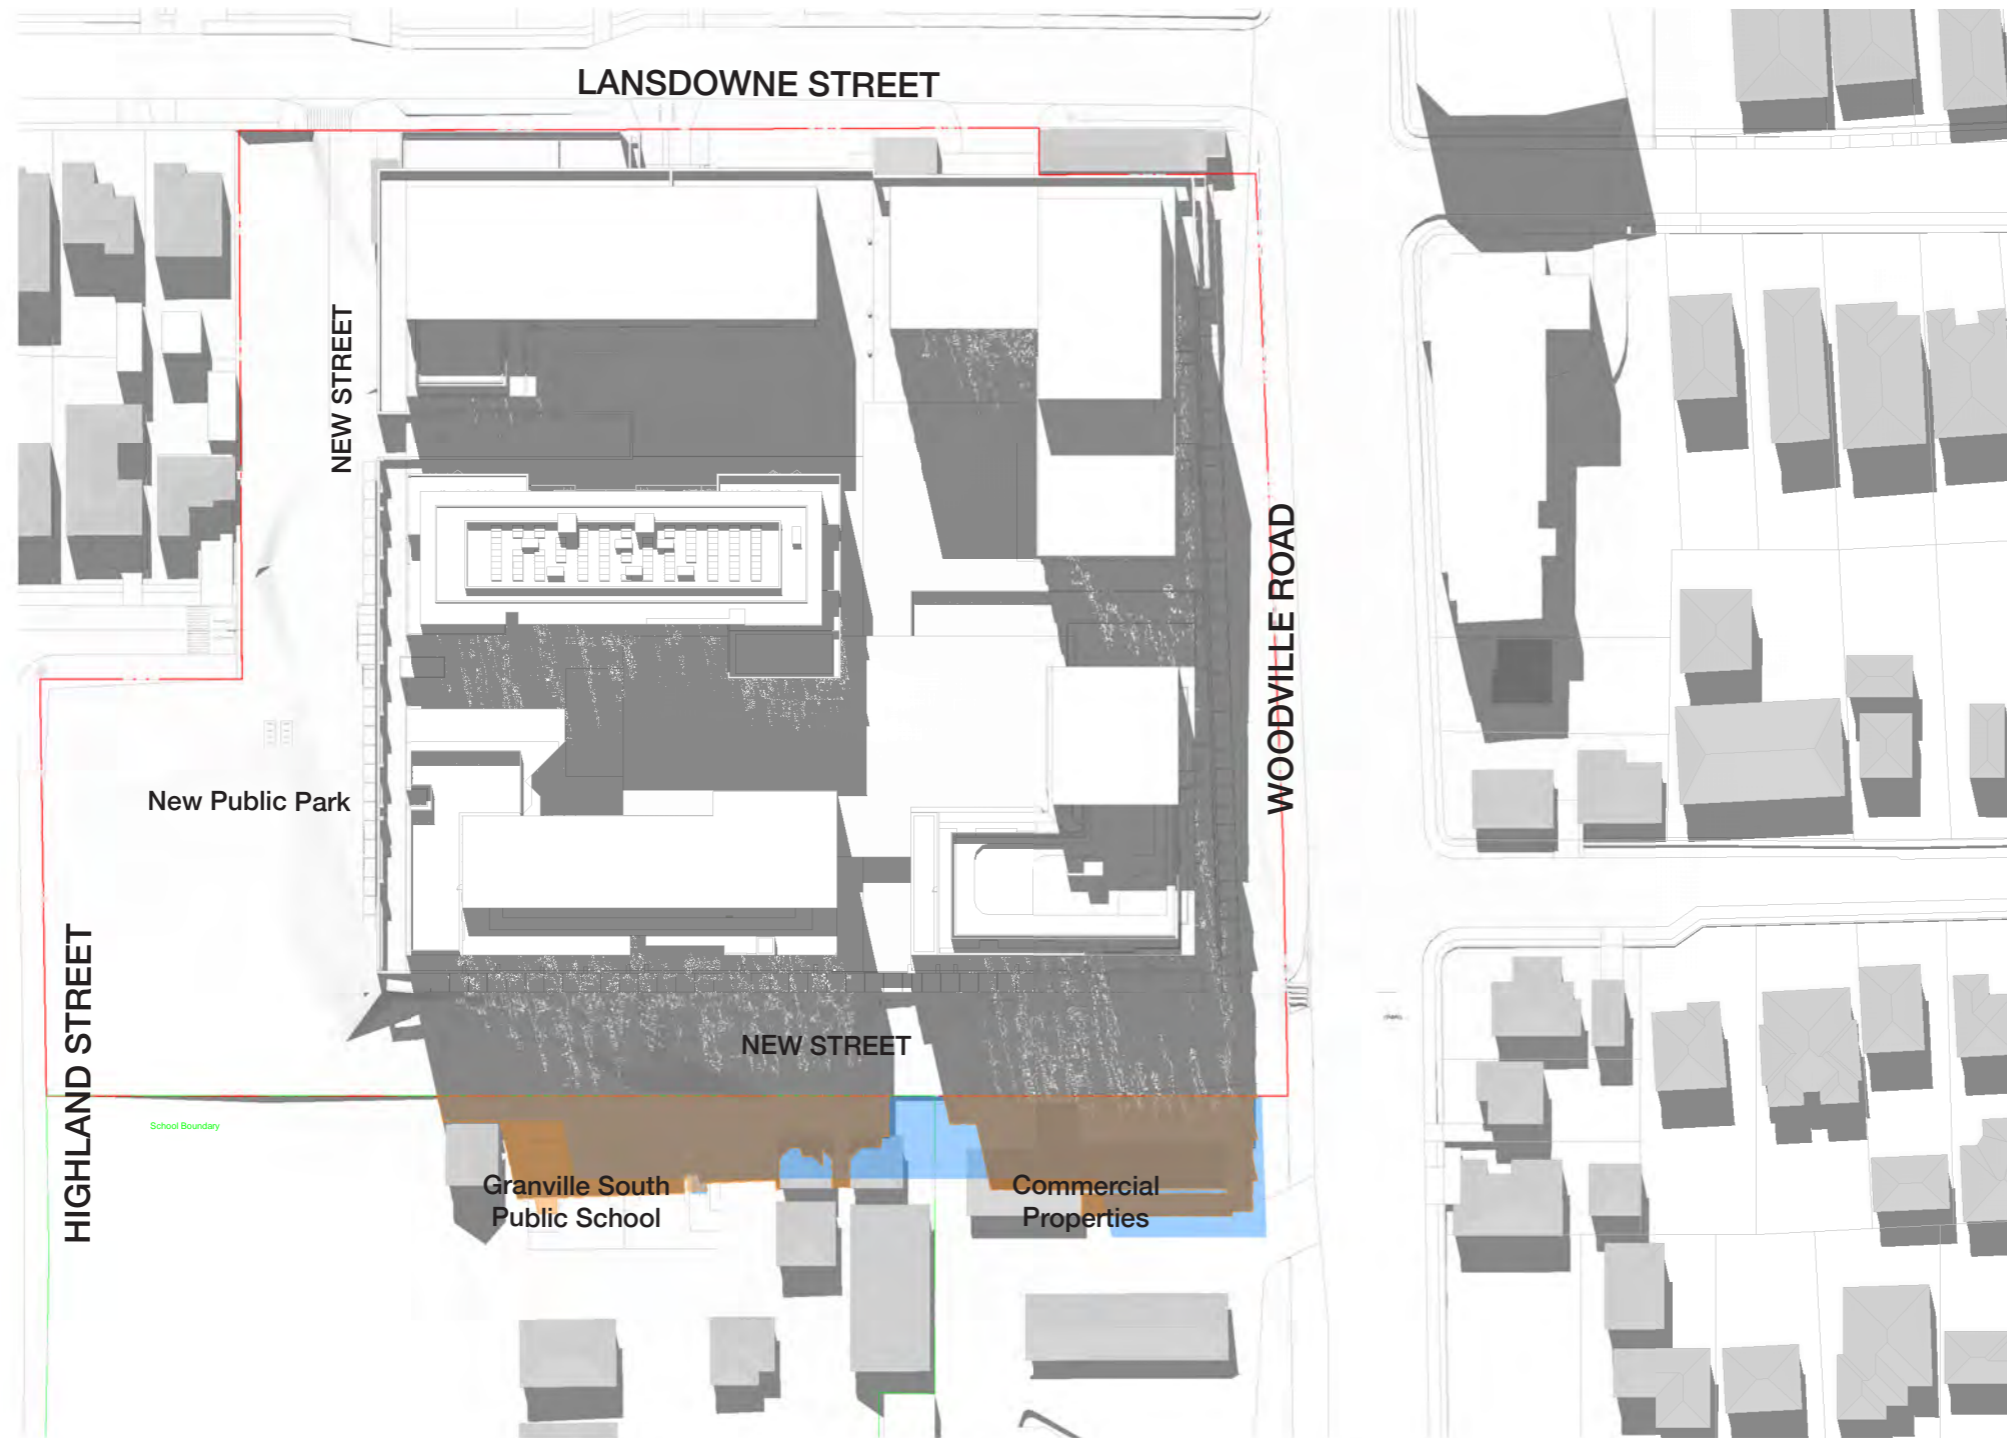 LANSDOWNE STREET
NEW STREET
WOODVILLE ROAD
New Public Park
HIGHLAND STREET
NEW STREET
School Boundary
Granville South
Public School
Commercial
Properties